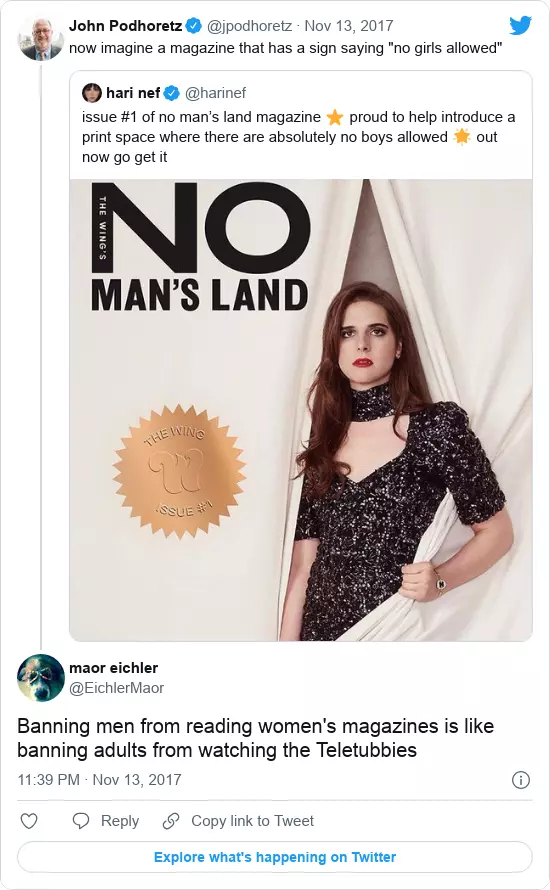 John Podhoretz @jpodhoretz · Nov 13, 2017
now imagine a magazine that has a sign saying "no girls allowed"
hari nef @harinef
issue #1 of no man's land magazine ⭐ proud to help introduce a
print space where there are absolutely no boys allowed 🌟 out
now go get it
THE WING'S
NO
MAN'S LAND
THE WING
W
ISSUE #1
maor eichler
@EichlerMaor
Banning men from reading women's magazines is like
banning adults from watching the Teletubbies
11:39 PM · Nov 13, 2017
Reply Copy link to Tweet
Explore what's happening on Twitter